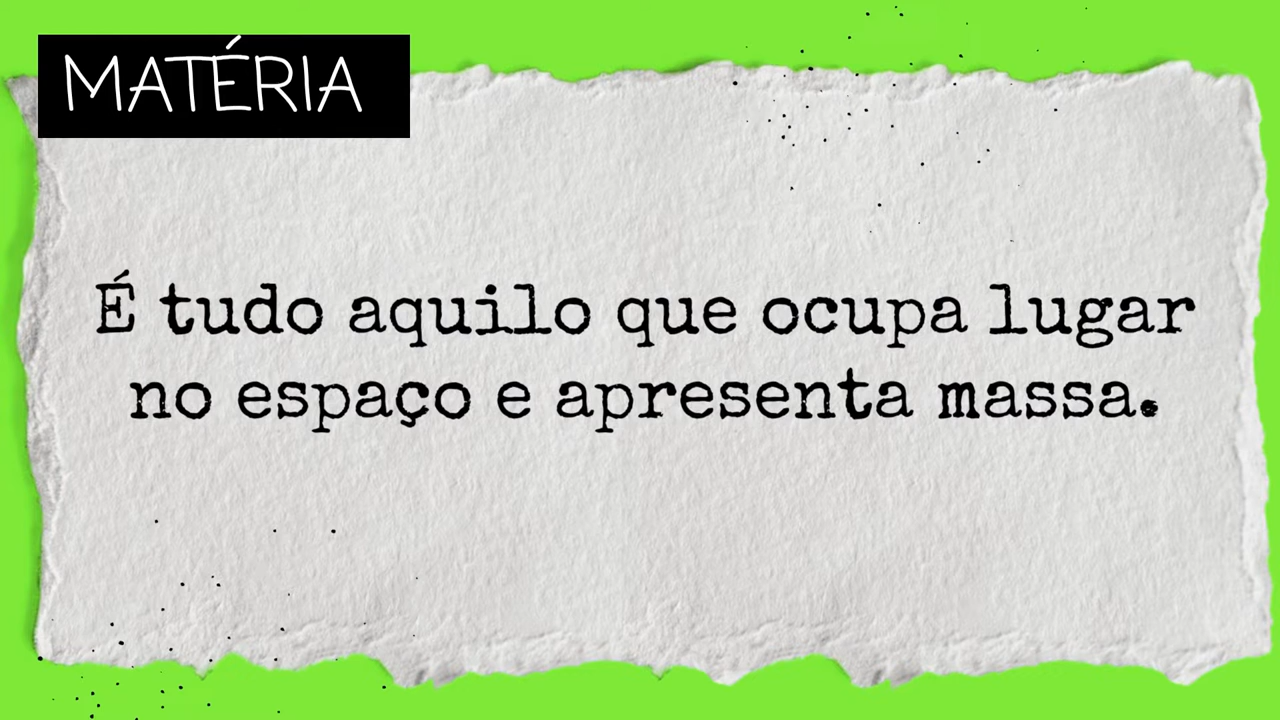 MATÉRIA
É tudo aquilo que ocupa lugar
no espaço e apresenta massa.